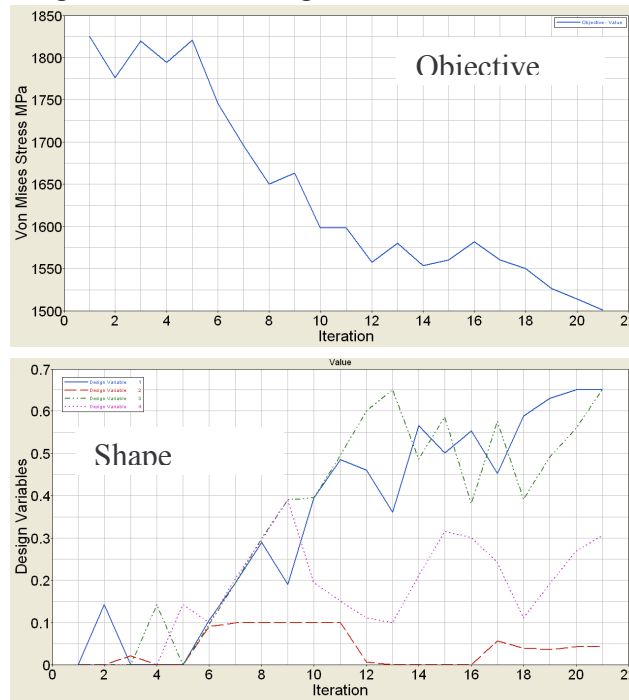 1850
1800
1750
1700
1650
1600
1550
1500
Von Mises Stress MPa
Objective - Value
Objective
0 2 4 6 8 10 12 14 16 18 20
Iteration
Value
0.7
0.6
0.5
0.4
0.3
0.2
0.1
0
Design Variables
Design Variable 1
Design Variable 2
Design Variable 3
Design Variable 4
Shape
0 2 4 6 8 10 12 14 16 18 20
Iteration